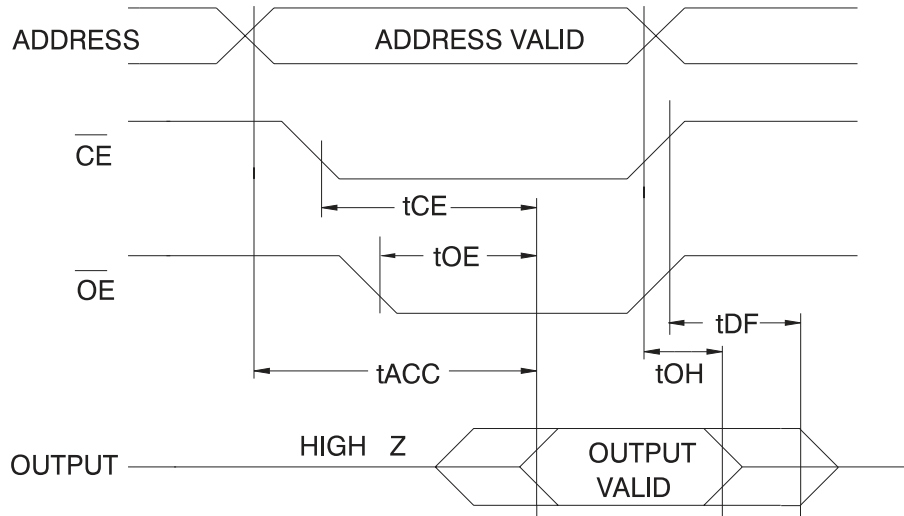 ADDRESS
ADDRESS VALID
CE
tCE
tOE
OE
tDF
tACC
tOH
HIGH Z
OUTPUT
OUTPUT
VALID